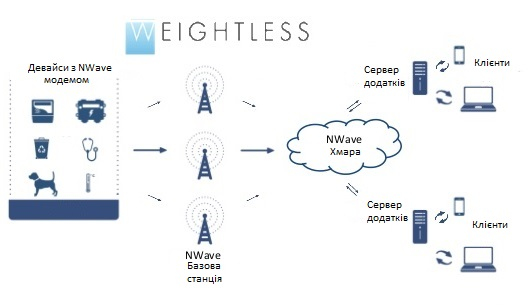 WEIGHTLESS
Девайси з NWave
модемом
NWave
Базова
станція
NWave
Хмара
Сервер
додатків
Клієнти
Сервер
додатків
Клієнти